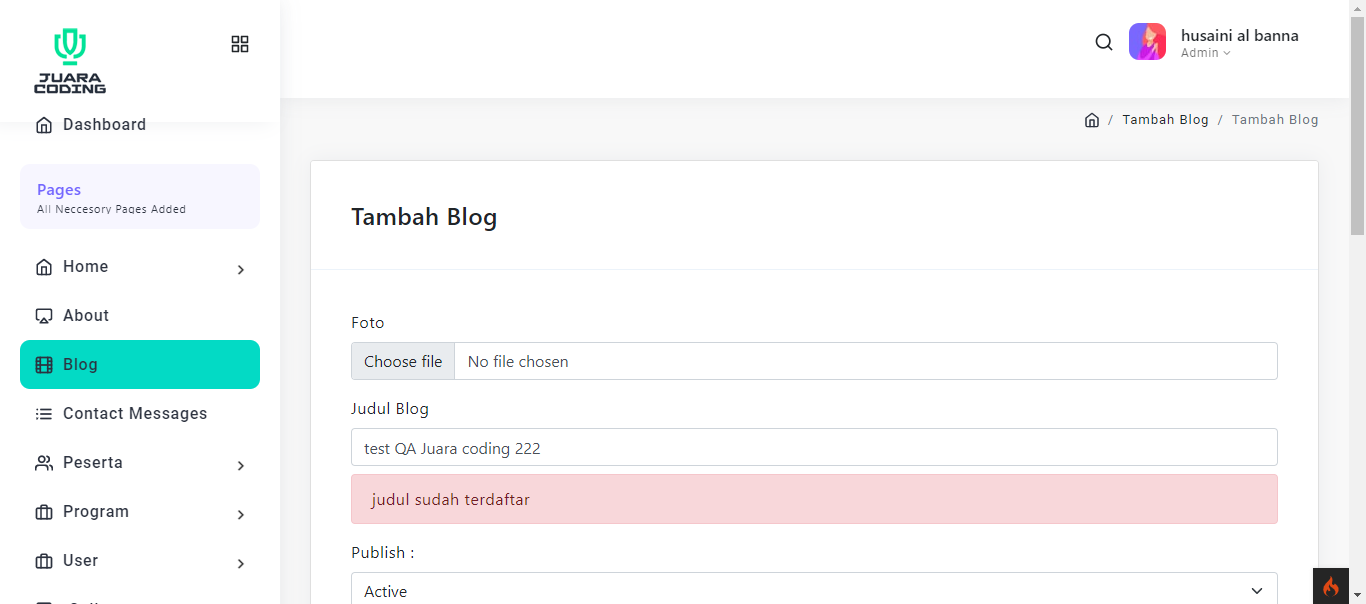 JUARA
CODING
husaini al banna
Admin
Dashboard
/ Tambah Blog / Tambah Blog
Pages
All Neccesory Pages Added
Home
About
Blog
Contact Messages
Peserta
Program
User
Tambah Blog
Foto
Choose file No file chosen
Judul Blog
test QA Juara coding 222
judul sudah terdaftar
Publish :
Active